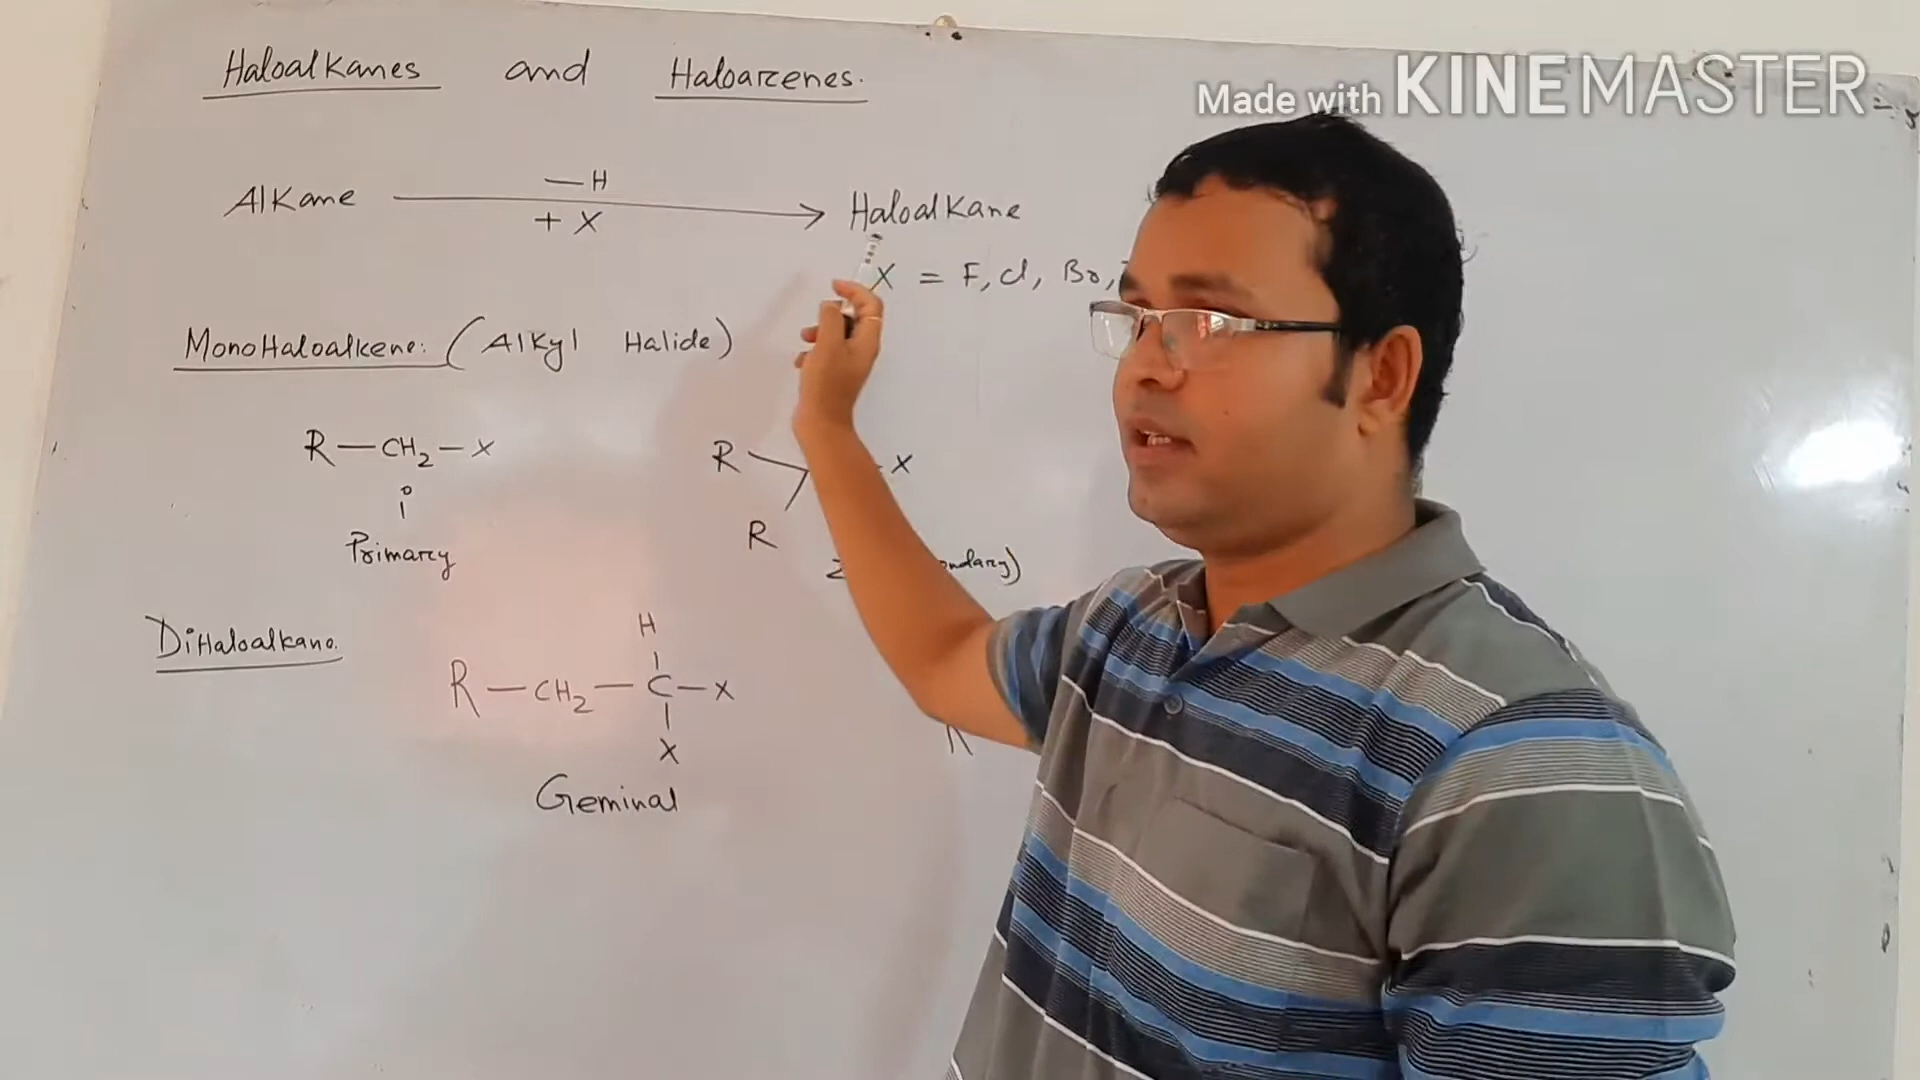 Haloalkanes and Haloarenes.
Made with KINEMASTER
— H
Alkane → Haloalkane
+ X
X = F, Cl, Br,
MonoHaloalkene: (Alkyl Halide)
R — CH2 — X
R X
1°
R
Primary
DiHaloalkane.
H
R — CH2 — C — X
X
R
Geminal